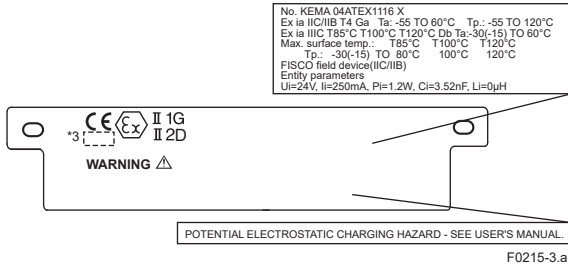 No. KEMA 04ATEX1116 X
Ex ia IIC/IIB T4 Ga   Ta: -55 TO 60°C   Tp.: -55 TO 120°C
Ex ia IIIC T85°C T100°C T120°C Db Ta:-30(-15) TO 60°C
Max. surface temp.:   T85°C   T100°C   T120°C
Tp.: -30(-15) TO 80°C   100°C   120°C
FISCO field device(IIC/IIB)
Entity parameters
Ui=24V, Ii=250mA, Pi=1.2W, Ci=3.52nF, Li=0μH
CE Ex II 1G
*3 II 2D
WARNING ⚠
POTENTIAL ELECTROSTATIC CHARGING HAZARD - SEE USER'S MANUAL.
F0215-3.a